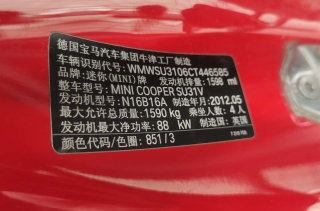 德国宝马汽车集团牛津工厂制造
车辆识别代号: WMWSU3106CT446585
品牌: 迷你(MINI)牌 发动机排量: 1598 ml
整车型号: MINI COOPER SU31V
发动机型号: N16B16A 制造年月: 2012.05
最大允许总质量: 1590 kg 乘坐人数: 4 人
发动机最大净功率: 88 kW 制造国: 英国
颜色代码/色圈: 851/3